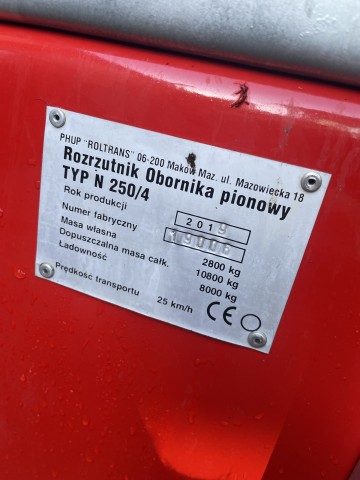 PHUP "ROLTRANS" 06-200 Maków Maz. ul. Mazowiecka 18
Rozrzutnik Obornika pionowy
TYP N 250/4
Rok produkcji 2019
Numer fabryczny 19006
Masa własna 2800 kg
Dopuszczalna masa całk. 10800 kg
Ładowność 8000 kg
Prędkość transportu 25 km/h
CE